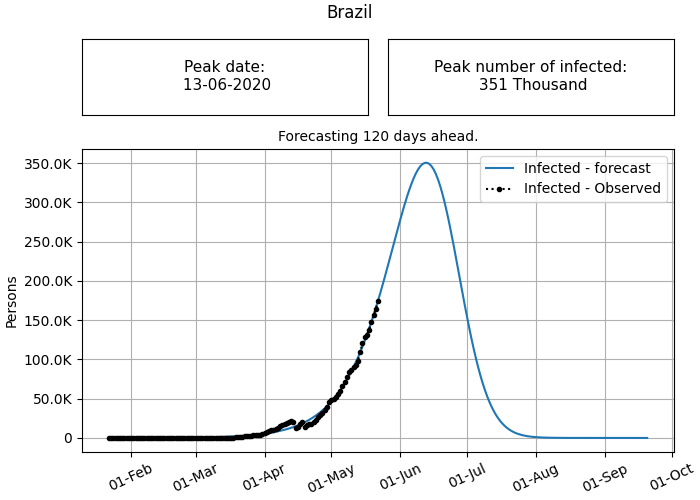 Brazil
Peak date:
13-06-2020
Peak number of infected:
351 Thousand
Forecasting 120 days ahead.
Infected - forecast
Infected - Observed
Persons
350.0K
300.0K
250.0K
200.0K
150.0K
100.0K
50.0K
0
01-Feb
01-Mar
01-Apr
01-May
01-Jun
01-Jul
01-Aug
01-Sep
01-Oct